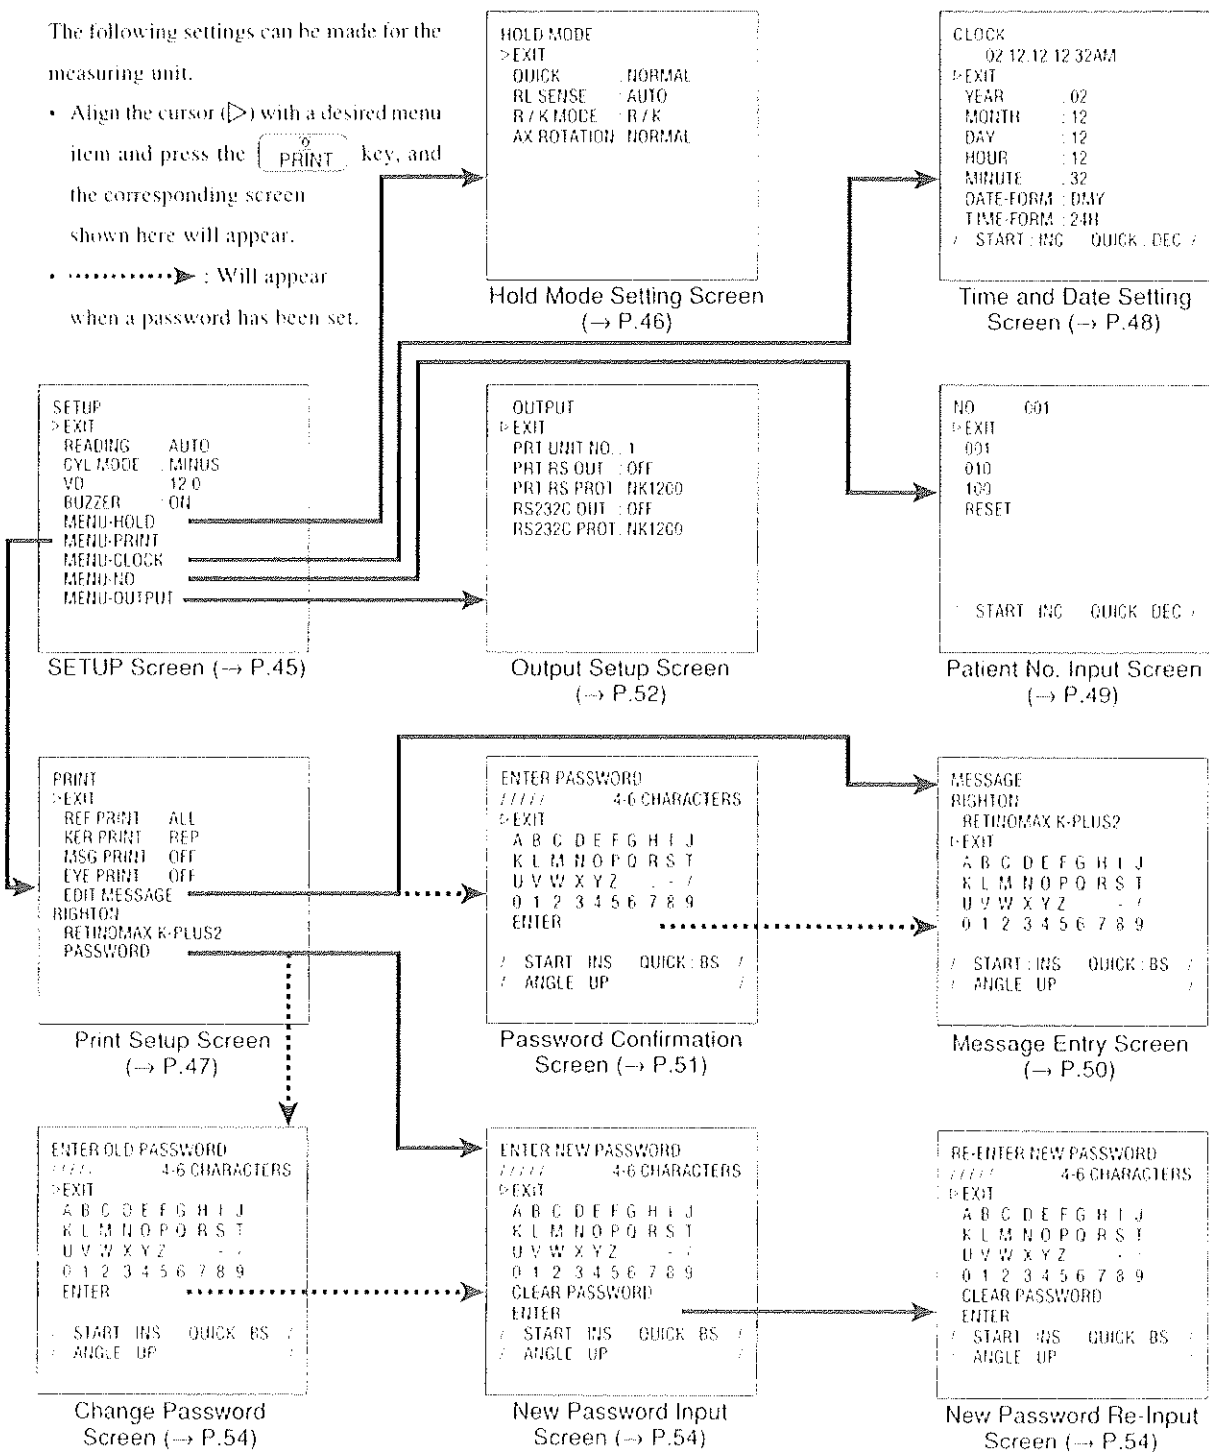 The following settings can be made for the
measuring unit.
• Align the cursor (▷) with a desired menu
item and press the PRINT key, and
the corresponding screen
shown here will appear.
• ············➤ : Will appear
when a password has been set.
HOLD MODE
▷EXIT
QUICK : NORMAL
RL SENSE : AUTO
R / K MODE : R / K
AX ROTATION NORMAL
Hold Mode Setting Screen
(→ P.46)
CLOCK
02.12.12 12:32AM
▷EXIT
YEAR : 02
MONTH : 12
DAY : 12
HOUR : 12
MINUTE : 32
DATE-FORM : DMY
TIME-FORM : 24H
/ START : INC QUICK : DEC /
Time and Date Setting
Screen (→ P.48)
SETUP
▷EXIT
READING AUTO
CYL MODE : MINUS
VD 12.0
BUZZER : ON
MENU-HOLD
MENU-PRINT
MENU-CLOCK
MENU-NO
MENU-OUTPUT
SETUP Screen (→ P.45)
OUTPUT
▷EXIT
PRT UNIT NO. : 1
PRT RS OUT : OFF
PRT RS PROT NK1200
RS232C OUT : OFF
RS232C PROT : NK1200
Output Setup Screen
(→ P.52)
NO 001
▷EXIT
001
010
100
RESET
START INC QUICK DEC /
Patient No. Input Screen
(→ P.49)
PRINT
▷EXIT
REF PRINT ALL
KER PRINT REP
MSG PRINT OFF
EYE PRINT OFF
EDIT MESSAGE
RIGHTON
RETINOMAX K-PLUS2
PASSWORD
Print Setup Screen
(→ P.47)
ENTER PASSWORD
///// 4-6 CHARACTERS
▷EXIT
A B C D E F G H I J
K L M N O P Q R S T
U V W X Y Z . - /
0 1 2 3 4 5 6 7 8 9
ENTER
/ START INS QUICK : BS /
/ ANGLE UP /
Password Confirmation
Screen (→ P.51)
MESSAGE
RIGHTON
RETINOMAX K-PLUS2
▷EXIT
A B C D E F G H I J
K L M N O P Q R S T
U V W X Y Z - /
0 1 2 3 4 5 6 7 8 9
/ START : INS QUICK : BS /
/ ANGLE UP /
Message Entry Screen
(→ P.50)
ENTER OLD PASSWORD
///// 4-6 CHARACTERS
▷EXIT
A B C D E F G H I J
K L M N O P Q R S T
U V W X Y Z - /
0 1 2 3 4 5 6 7 8 9
ENTER
/ START INS QUICK BS /
/ ANGLE UP /
Change Password
Screen (→ P.54)
ENTER NEW PASSWORD
///// 4-6 CHARACTERS
▷EXIT
A B C D E F G H I J
K L M N O P Q R S T
U V W X Y Z - /
0 1 2 3 4 5 6 7 8 9
CLEAR PASSWORD
ENTER
/ START INS QUICK BS /
/ ANGLE UP /
New Password Input
Screen (→ P.54)
RE-ENTER NEW PASSWORD
///// 4-6 CHARACTERS
▷EXIT
A B C D E F G H I J
K L M N O P Q R S T
U V W X Y Z - /
0 1 2 3 4 5 6 7 8 9
CLEAR PASSWORD
ENTER
/ START INS QUICK BS /
ANGLE UP
New Password Re-Input
Screen (→ P.54)